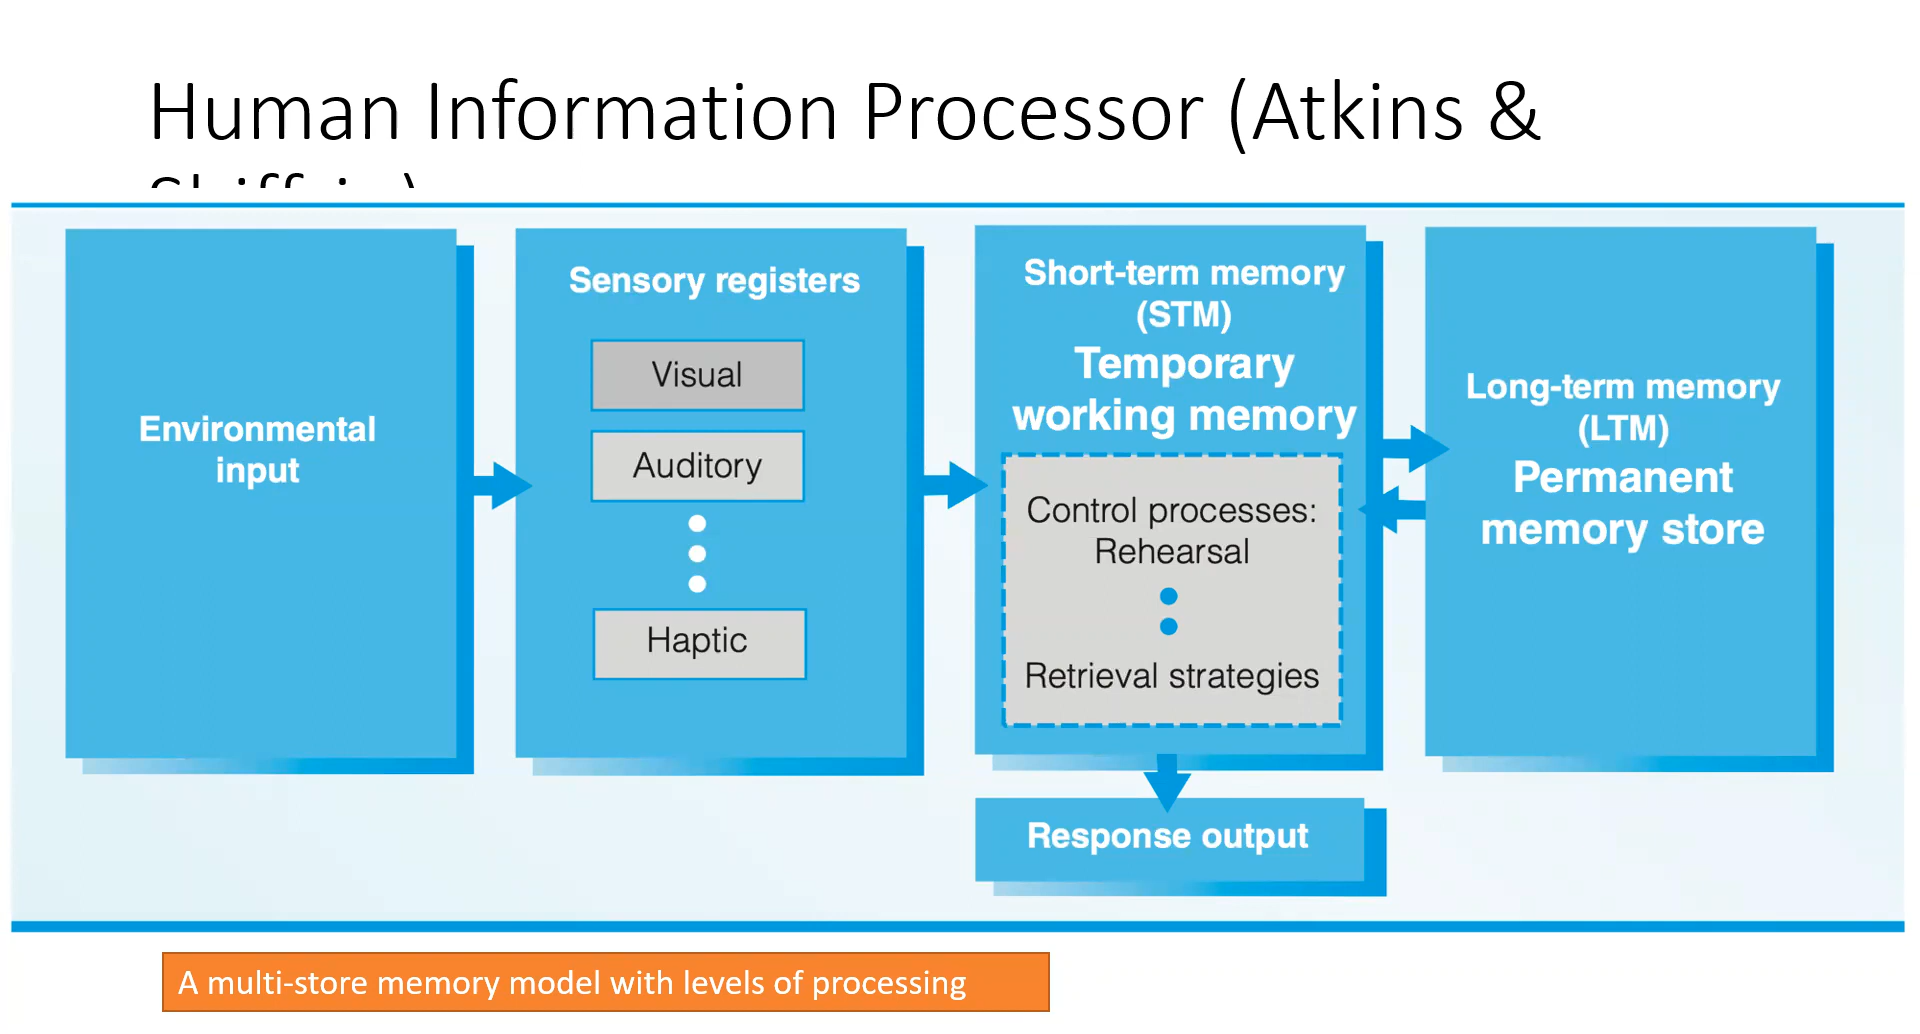 Human Information Processor (Atkins &
Environmental
input
Sensory registers
Visual
Auditory
Haptic
Short-term memory
(STM)
Temporary
working memory
Control processes:
Rehearsal
Retrieval strategies
Long-term memory
(LTM)
Permanent
memory store
Response output
A multi-store memory model with levels of processing